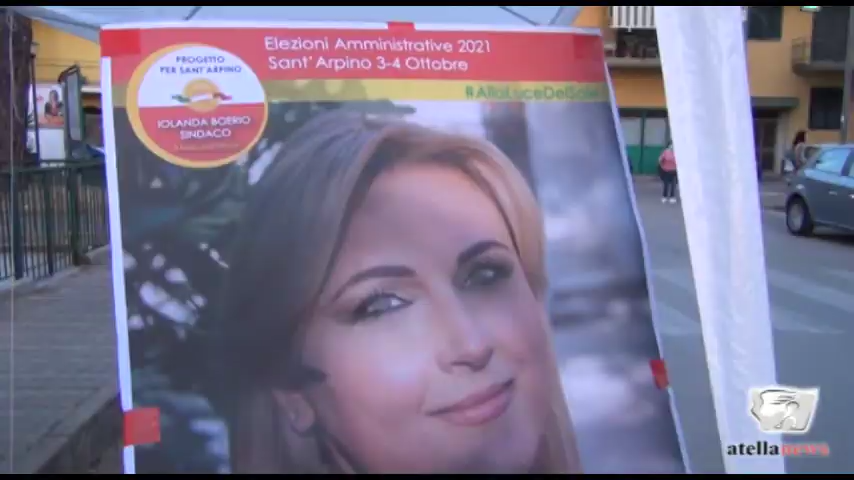 Elezioni Amministrative 2021
Sant'Arpino 3-4 Ottobre
#AllaLuceDelSole
PROGETTO
PER SANT'ARPINO
IOLANDA BOERIO
SINDACO
atellanews